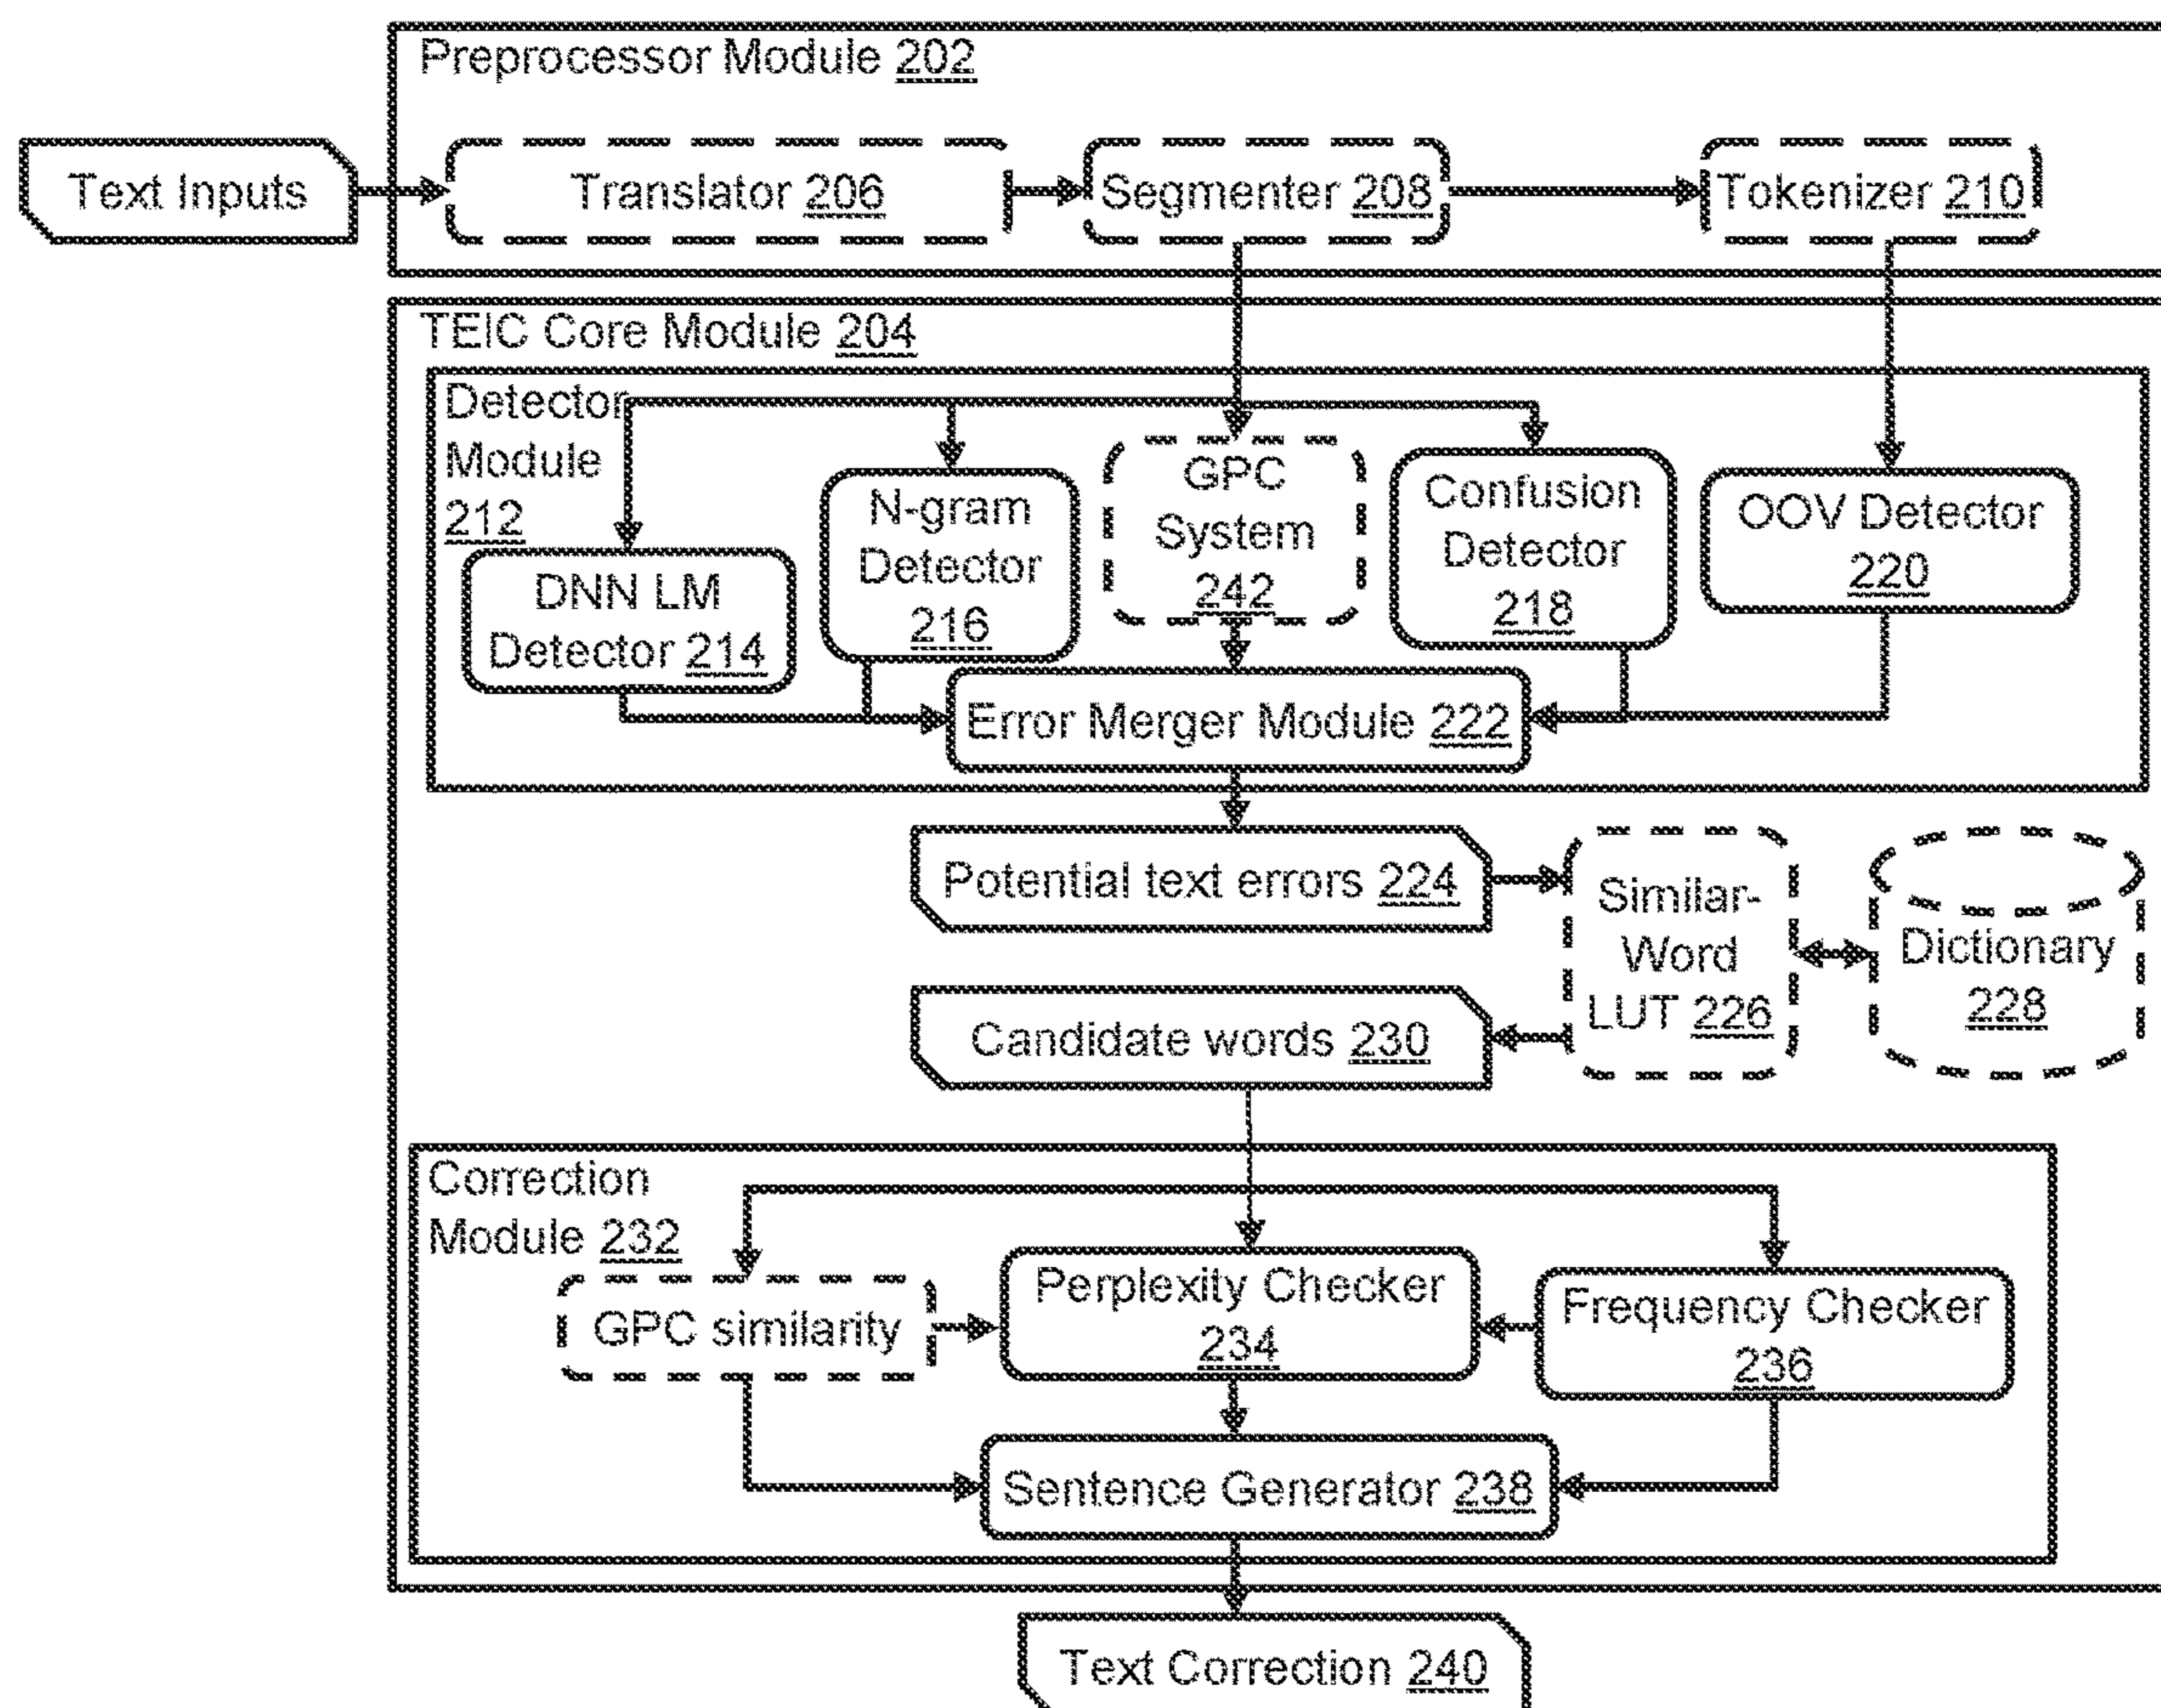 Preprocessor Module 202
Text Inputs
Translator 206
Segmenter 208
Tokenizer 210
TEIC Core Module 204
Detector
Module
212
DNN LM
Detector 214
N-gram
Detector
216
GPC
System
242
Confusion
Detector
218
OOV Detector
220
Error Merger Module 222
Potential text errors 224
Similar-
Word
LUT 226
Dictionary
228
Candidate words 230
Correction
Module 232
GPC similarity
Perplexity Checker
234
Frequency Checker
236
Sentence Generator 238
Text Correction 240